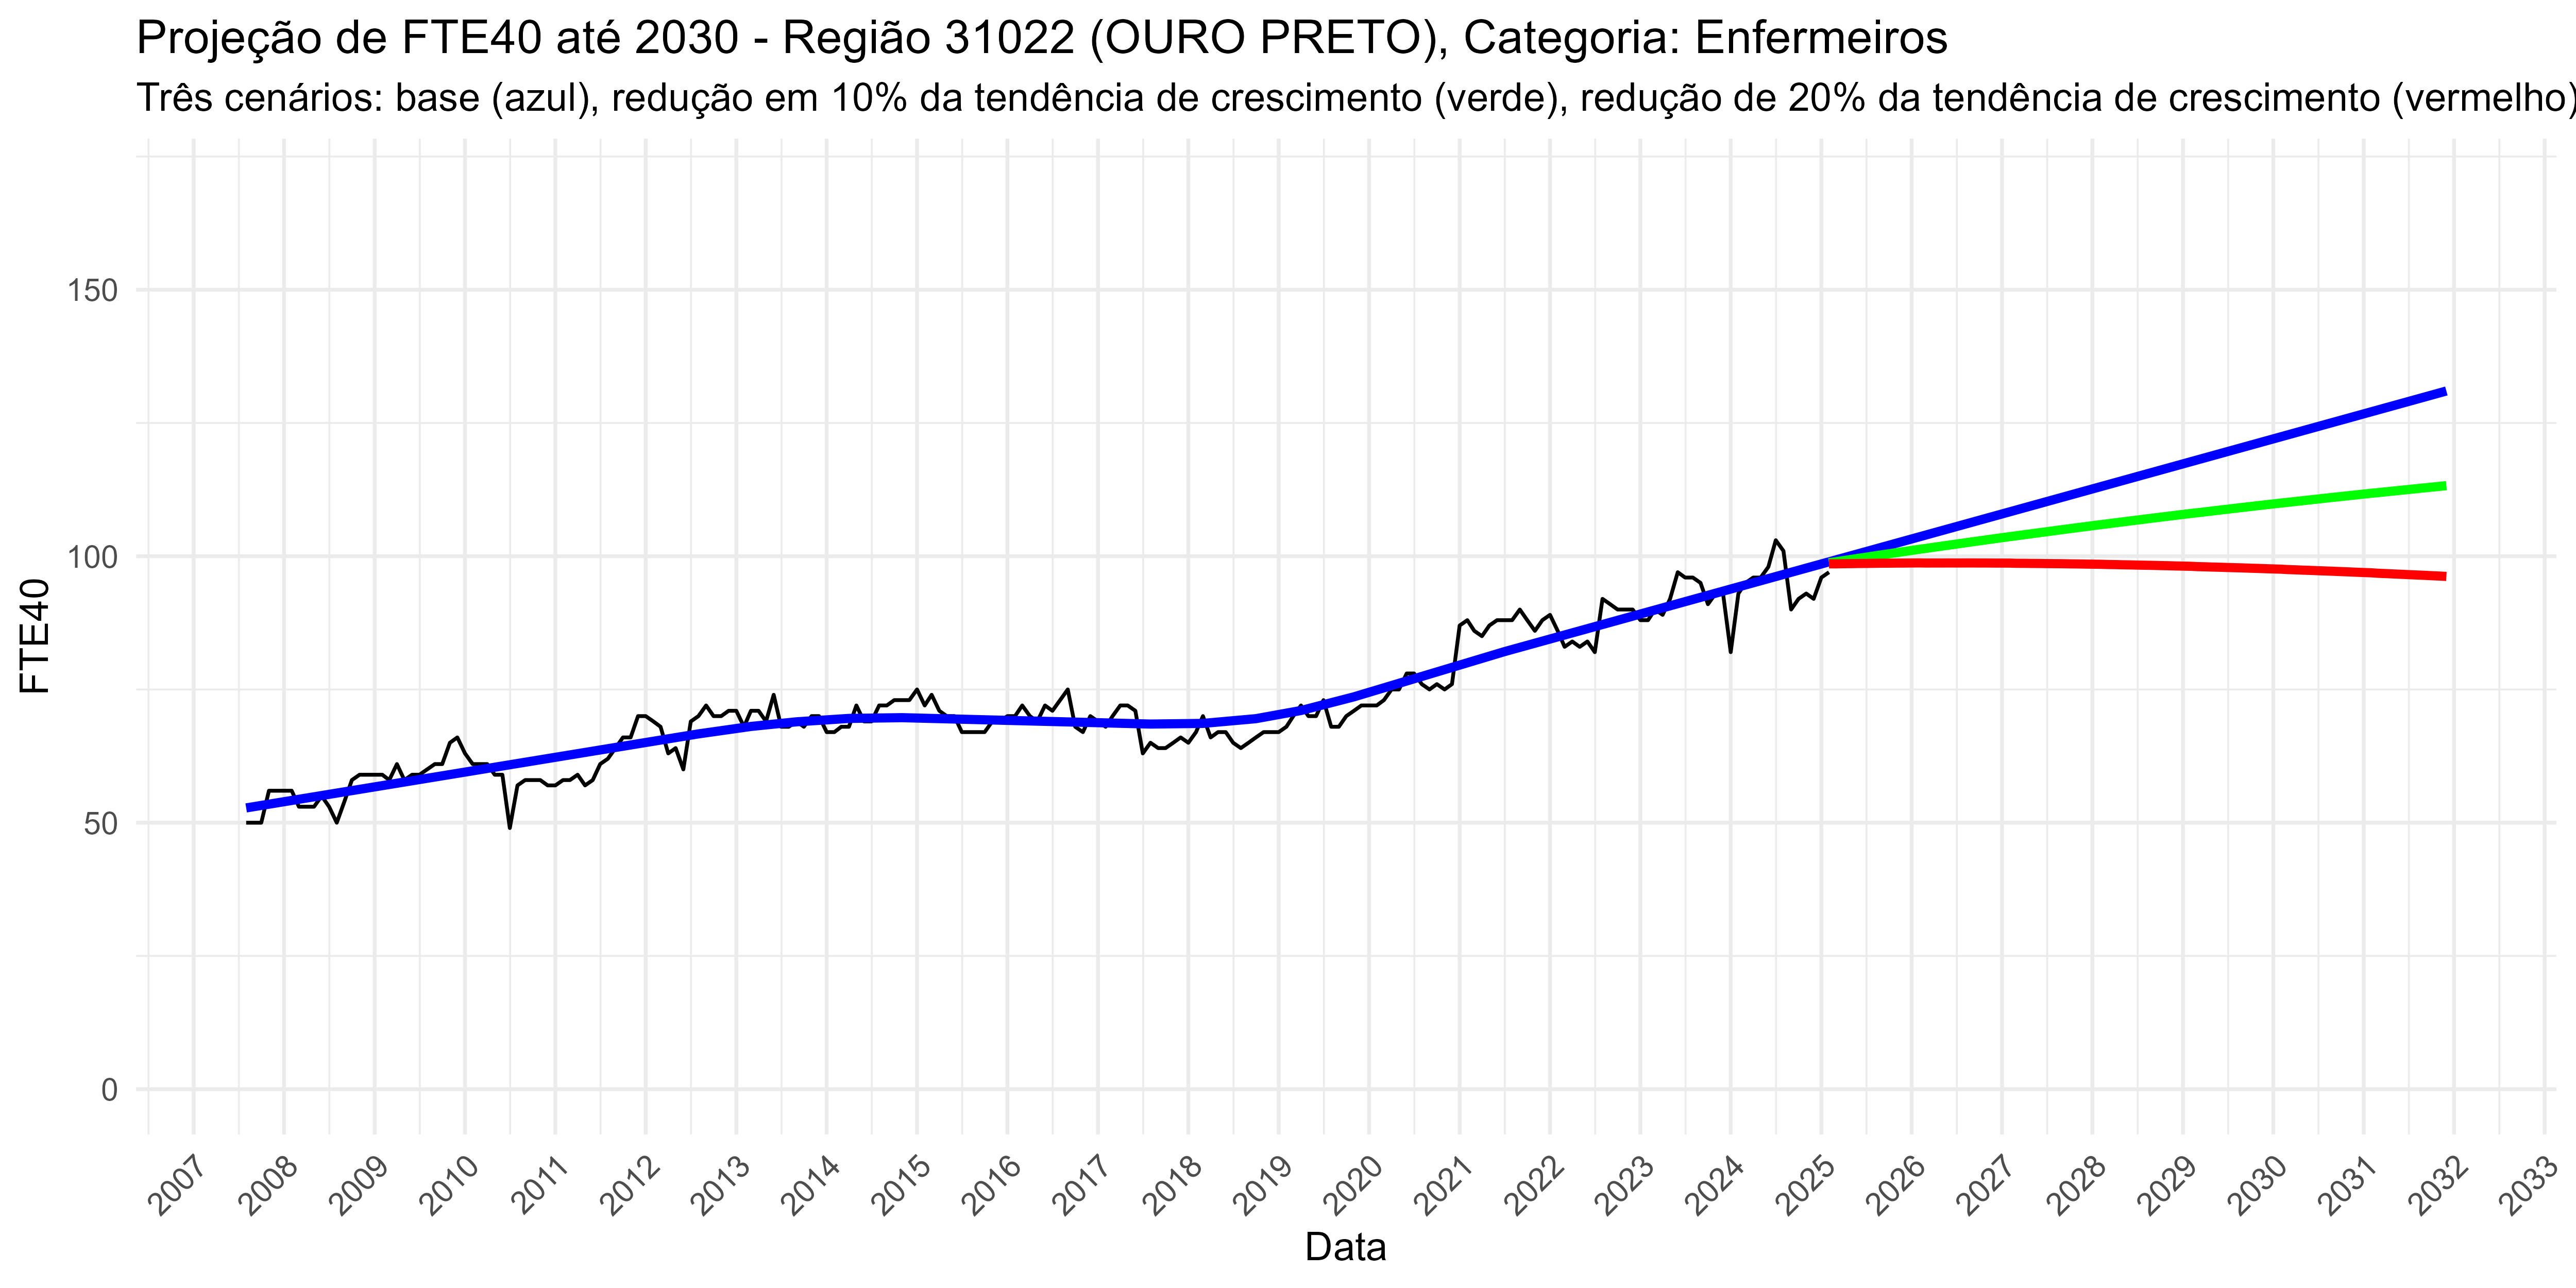 Projeção de FTE40 até 2030 - Região 31022 (OURO PRETO), Categoria: Enfermeiros
Três cenários: base (azul), redução em 10% da tendência de crescimento (verde), redução de 20% da tendência de crescimento (vermelho)
150
100
50
0
FTE40
2007 2008 2009 2010 2011 2012 2013 2014 2015 2016 2017 2018 2019 2020 2021 2022 2023 2024 2025 2026 2027 2028 2029 2030 2031 2032 2033
Data